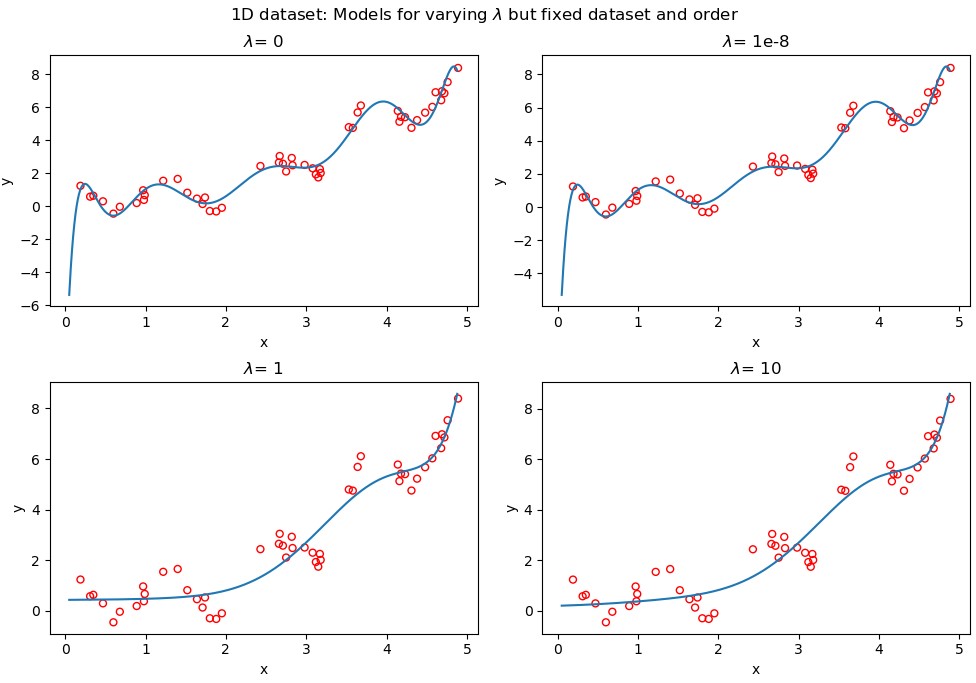 1D dataset: Models for varying λ but fixed dataset and order
λ= 0
λ= 1e-8
8
6
4
2
0
−2
−4
−6
y
0 1 2 3 4 5
x
8
6
4
2
0
−2
−4
y
0 1 2 3 4 5
x
λ= 1
λ= 10
8
6
4
2
0
y
0 1 2 3 4 5
x
8
6
4
2
0
y
0 1 2 3 4 5
x